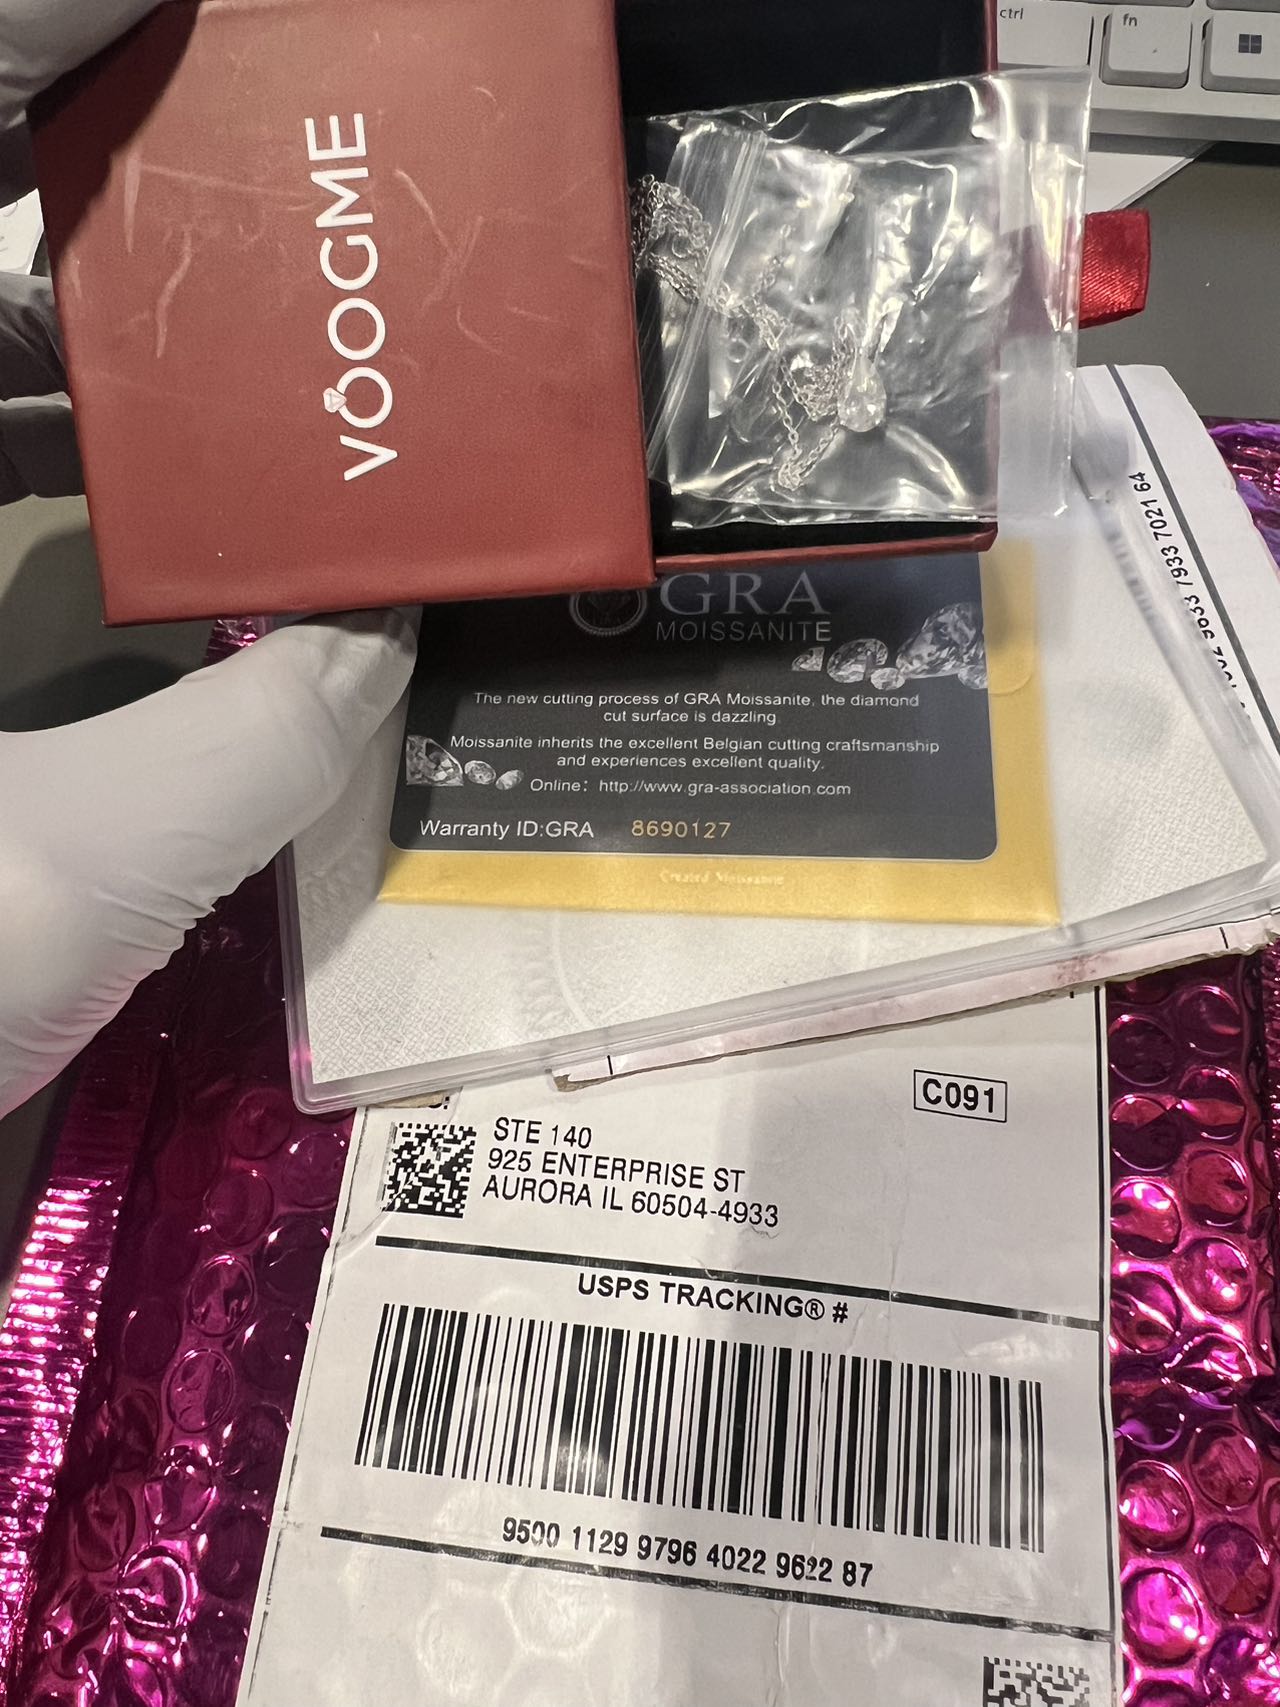 ctrl
fn
VOOGME
GRA
MOISSANITE
The new cutting process of GRA Moissanite, the diamond
cut surface is dazzling.
Moissanite inherits the excellent Belgian cutting craftsmanship
and experiences excellent quality.
Online: http://www.gra-association.com
Warranty ID:GRA 8690127
Created Moissanite
7933 7021 64
C091
STE 140
925 ENTERPRISE ST
AURORA IL 60504-4933
USPS TRACKING® #
9500 1129 9796 4022 9622 87